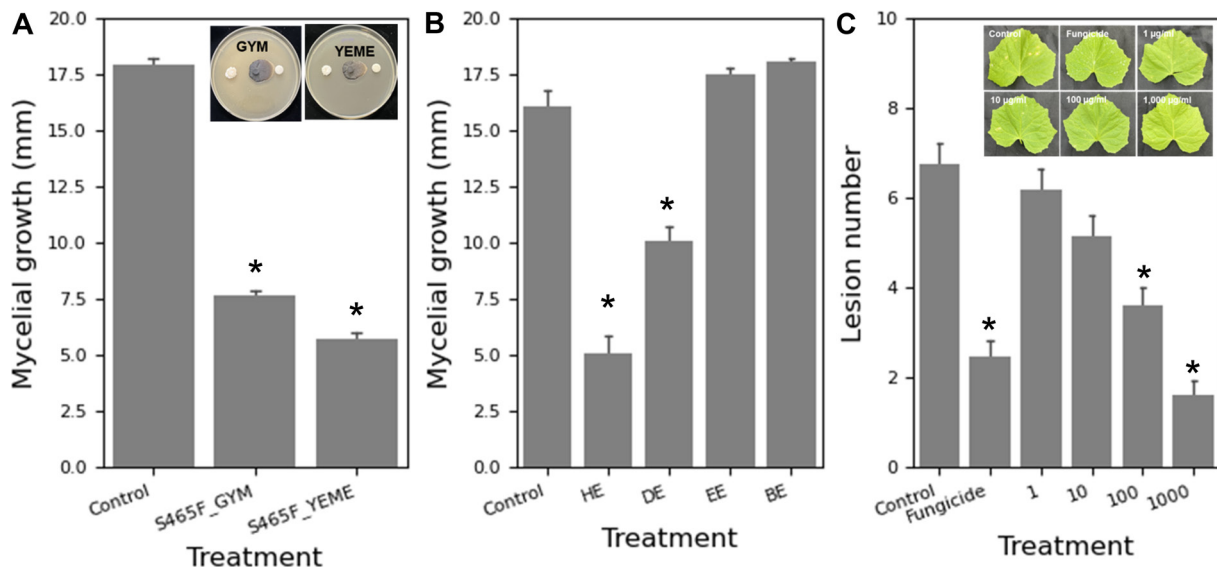 A
Mycelial growth (mm)
20.0
17.5
15.0
12.5
10.0
7.5
5.0
2.5
0.0
GYM
YEME
*
*
Control
S465F_GYM
S465F_YEME
Treatment
B
Mycelial growth (mm)
20.0
17.5
15.0
12.5
10.0
7.5
5.0
2.5
0.0
*
*
Control
HE
DE
EE
BE
Treatment
C
Lesion number
10
8
6
4
2
0
Control
Fungicide
1 µg/ml
10 µg/ml
100 µg/ml
1,000 µg/ml
*
*
*
Control
Fungicide
1
10
100
1000
Treatment